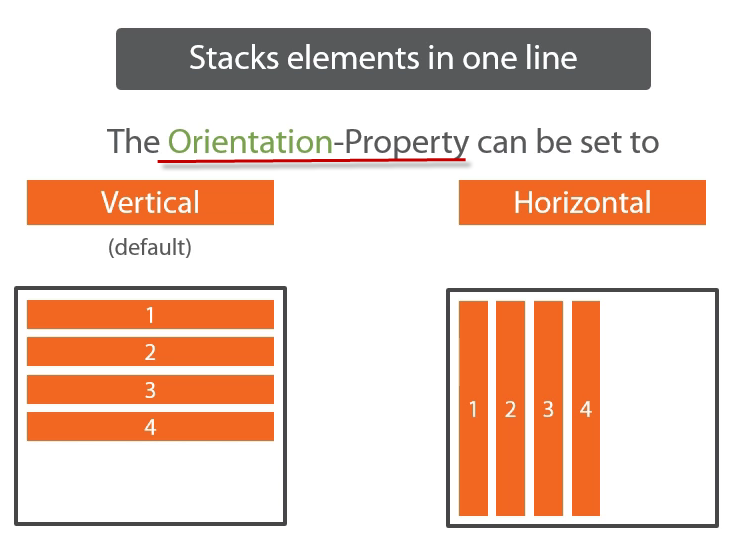 Stacks elements in one line
The Orientation-Property can be set to
Vertical
(default)
1
2
3
4
Horizontal
1 2 3 4